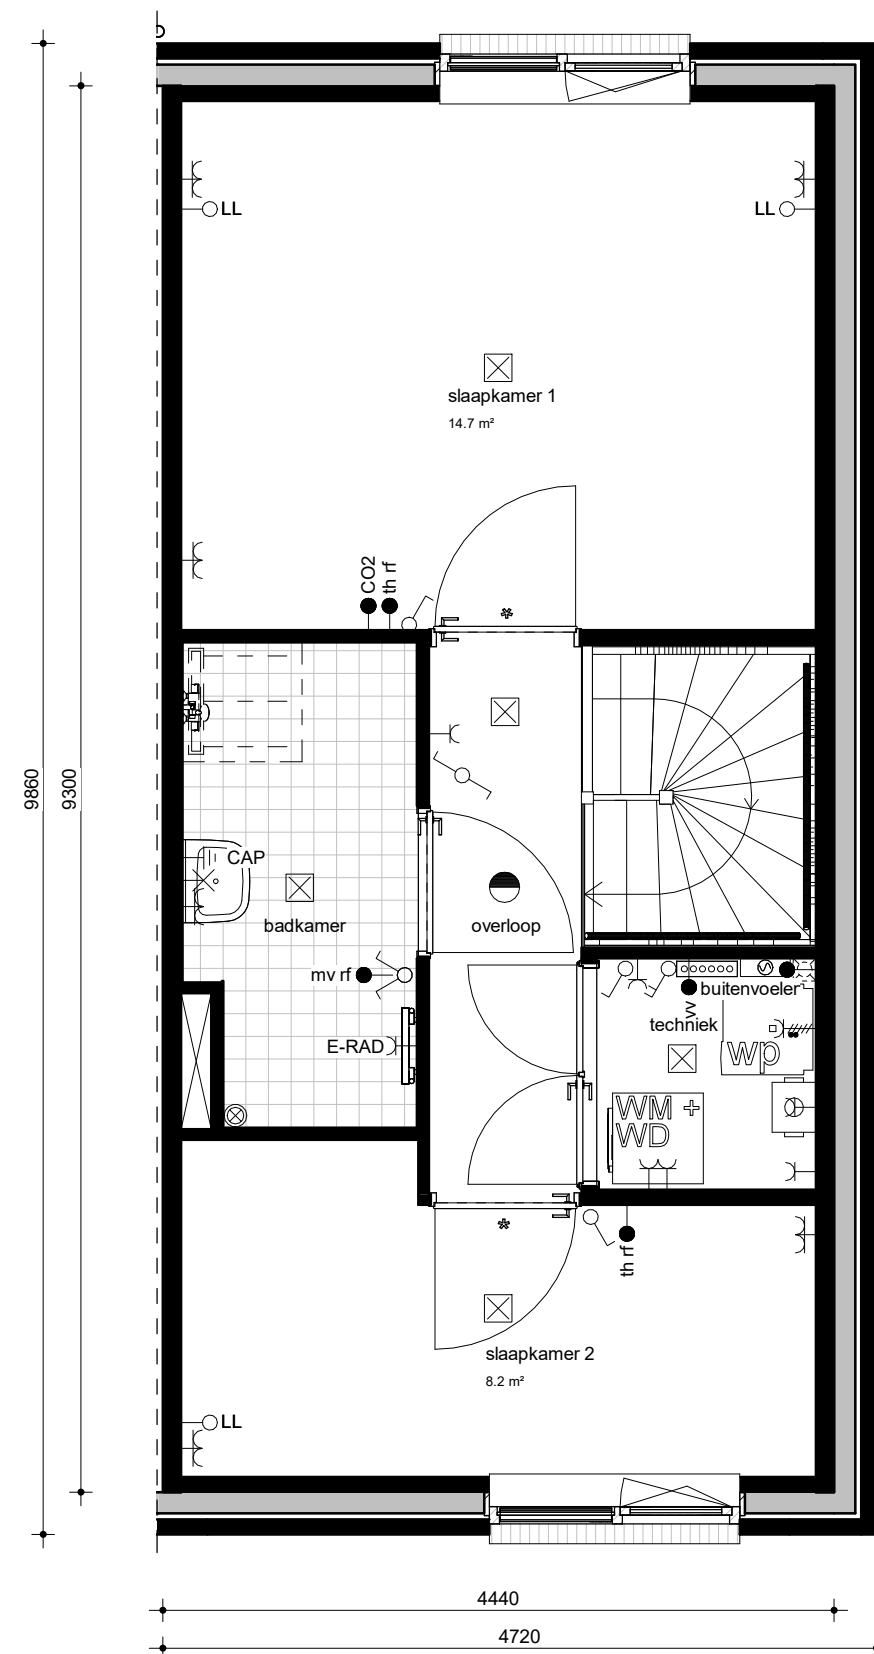 LL
LL
slaapkamer 1
14.7 m²
CO2
th rf
*
9860
9300
CAP
badkamer
overloop
mv rf
buitenvoeler
vv
techniek
wp
E-RAD
WM +
WD
*
th rf
slaapkamer 2
8.2 m²
LL
4440
4720